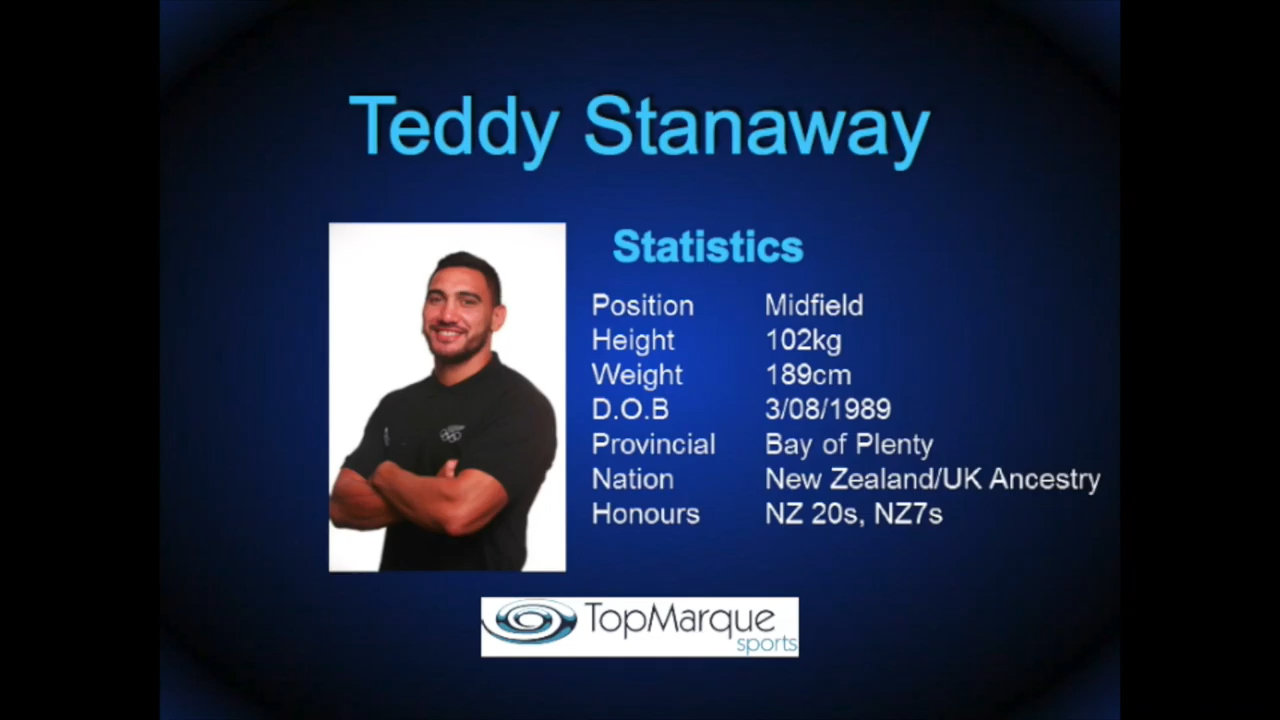 Teddy Stanaway
Statistics
Position Midfield
Height 102kg
Weight 189cm
D.O.B 3/08/1989
Provincial Bay of Plenty
Nation New Zealand/UK Ancestry
Honours NZ 20s, NZ7s
TopMarque
sports